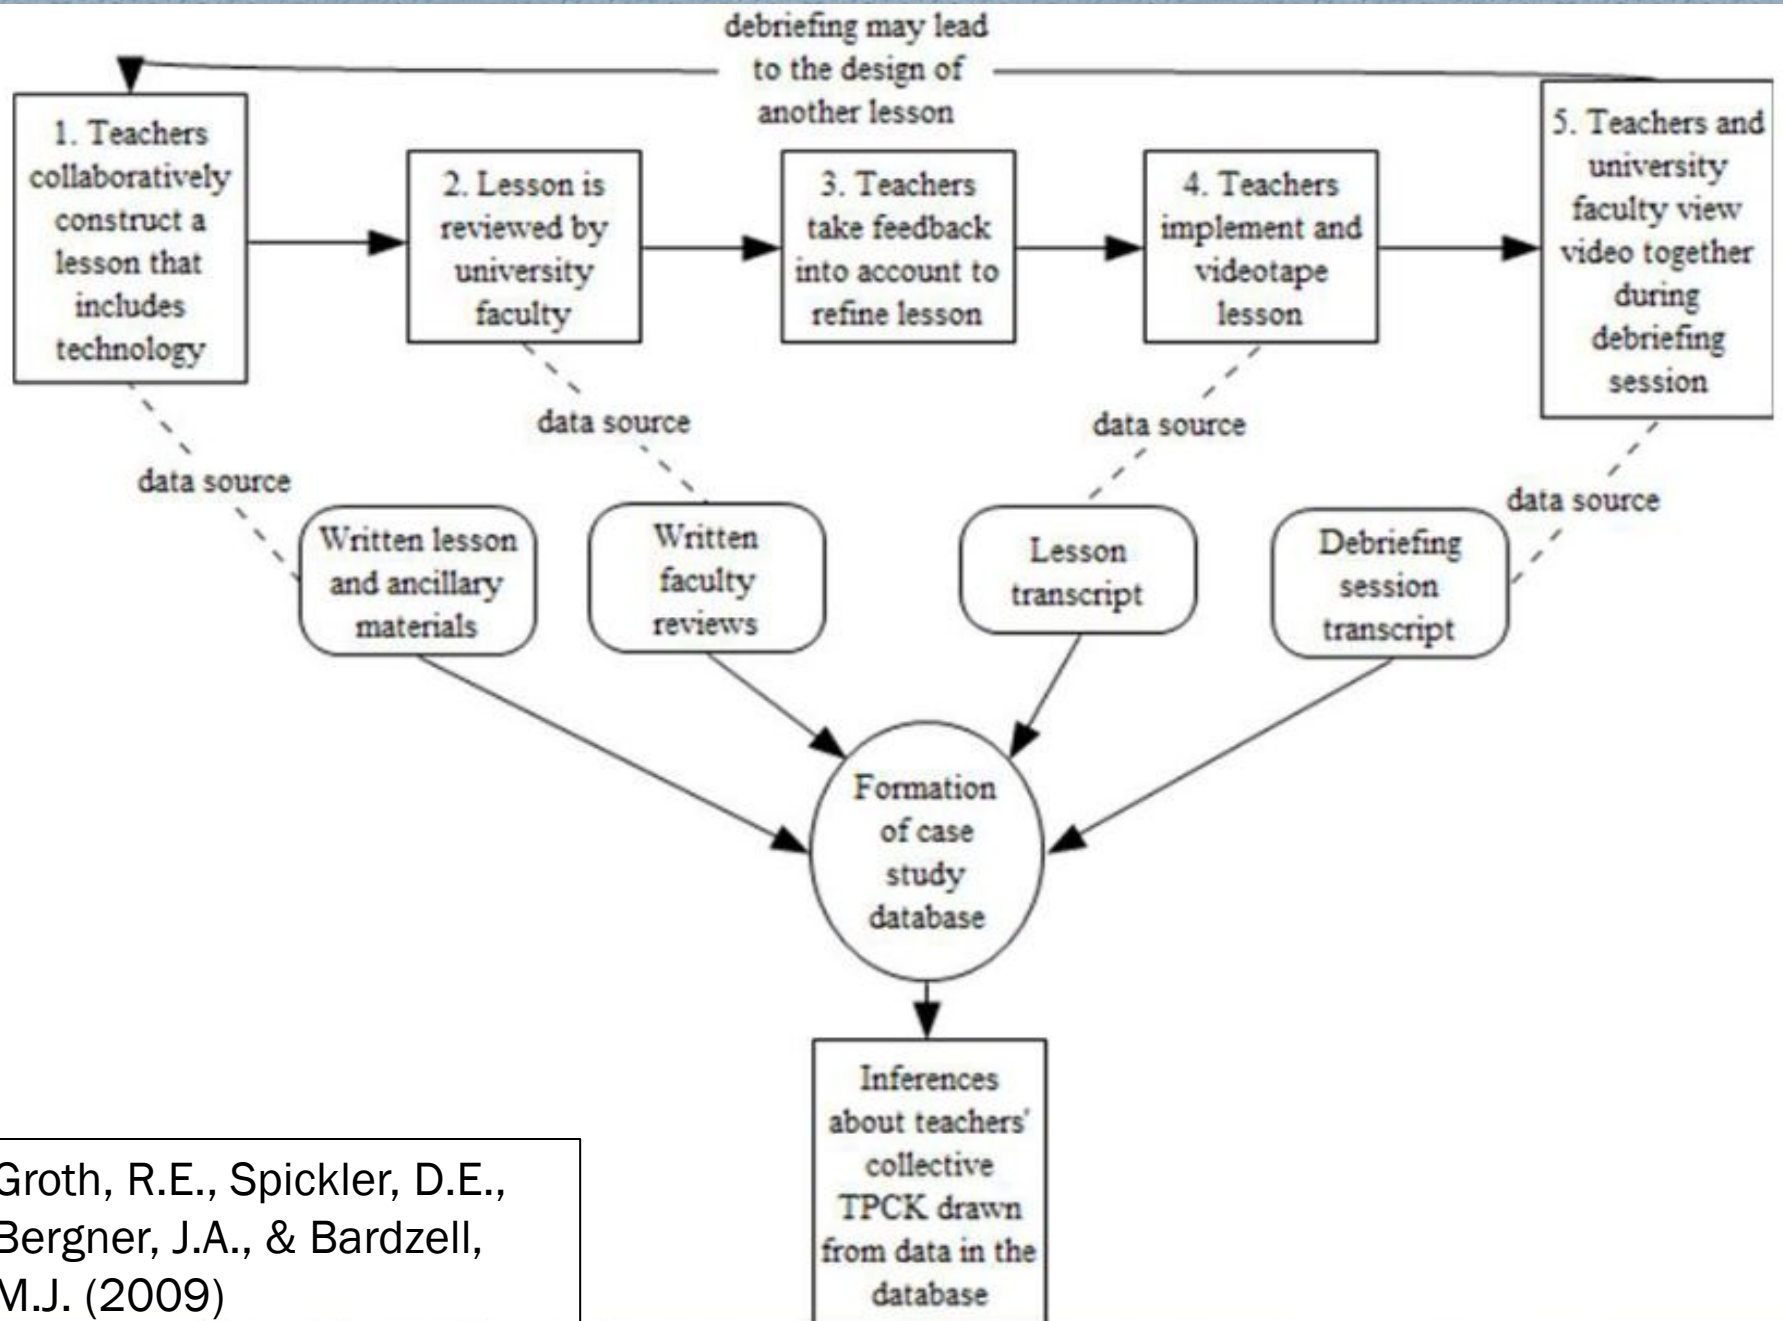 debriefing may lead
to the design of
another lesson
1. Teachers
collaboratively
construct a
lesson that
includes
technology
2. Lesson is
reviewed by
university
faculty
3. Teachers
take feedback
into account to
refine lesson
4. Teachers
implement and
videotape
lesson
5. Teachers and
university
faculty view
video together
during
debriefing
session
data source
data source
data source
data source
Written lesson
and ancillary
materials
Written
faculty
reviews
Lesson
transcript
Debriefing
session
transcript
Formation
of case
study
database
Inferences
about teachers'
collective
TPCK drawn
from data in the
database
Groth, R.E., Spickler, D.E.,
Bergner, J.A., & Bardzell,
M.J. (2009)